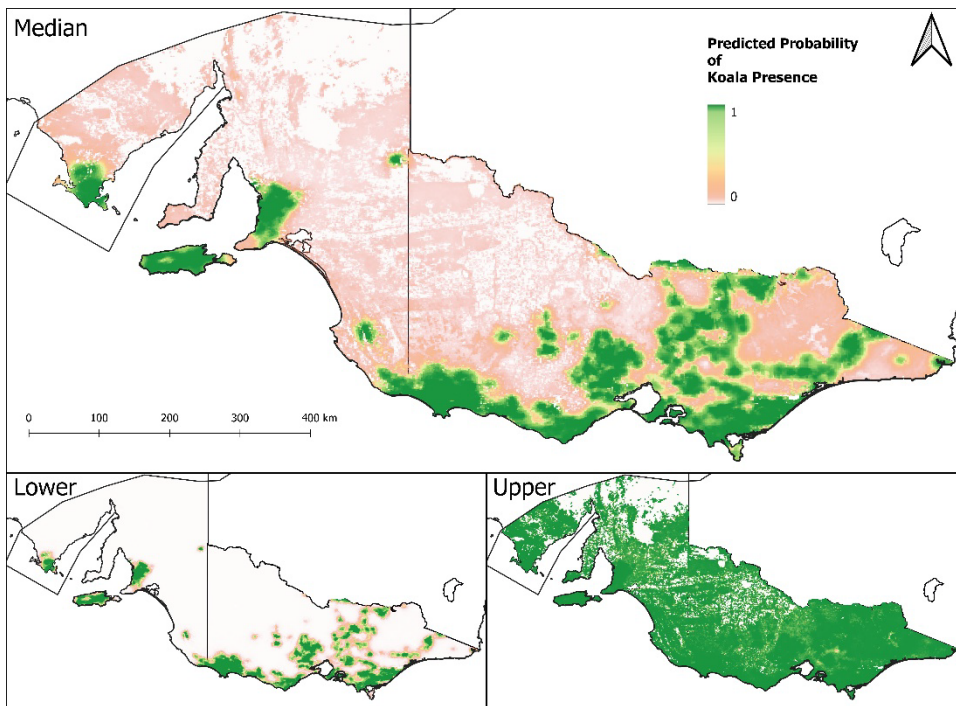 Median
Predicted Probability
of
Koala Presence
1
0
0 100 200 300 400 km
Lower
Upper